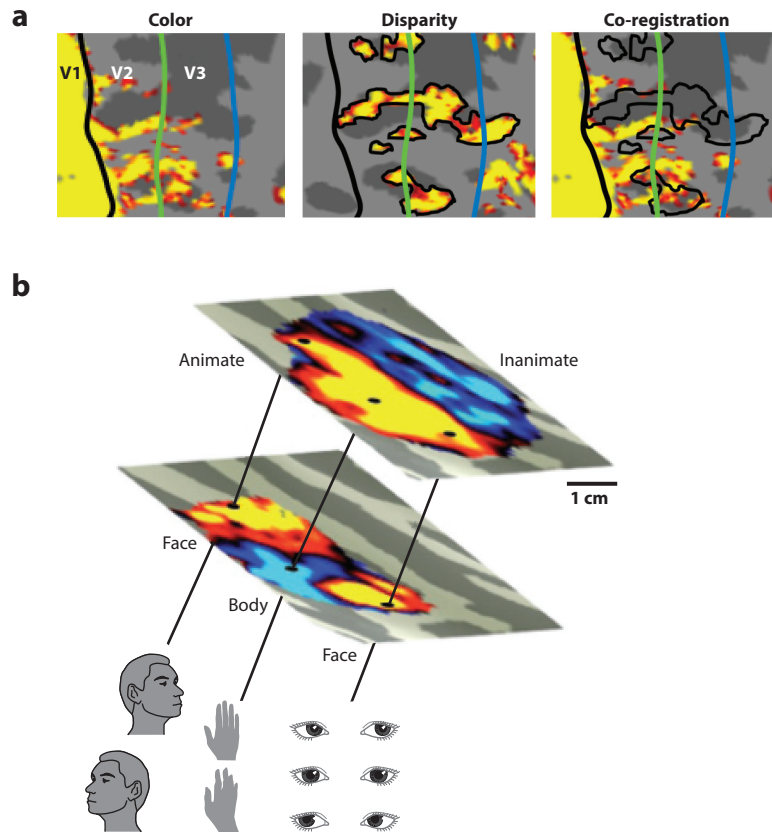 a
Color
Disparity
Co-registration
V1
V2
V3
b
Animate
Inanimate
1 cm
Face
Body
Face